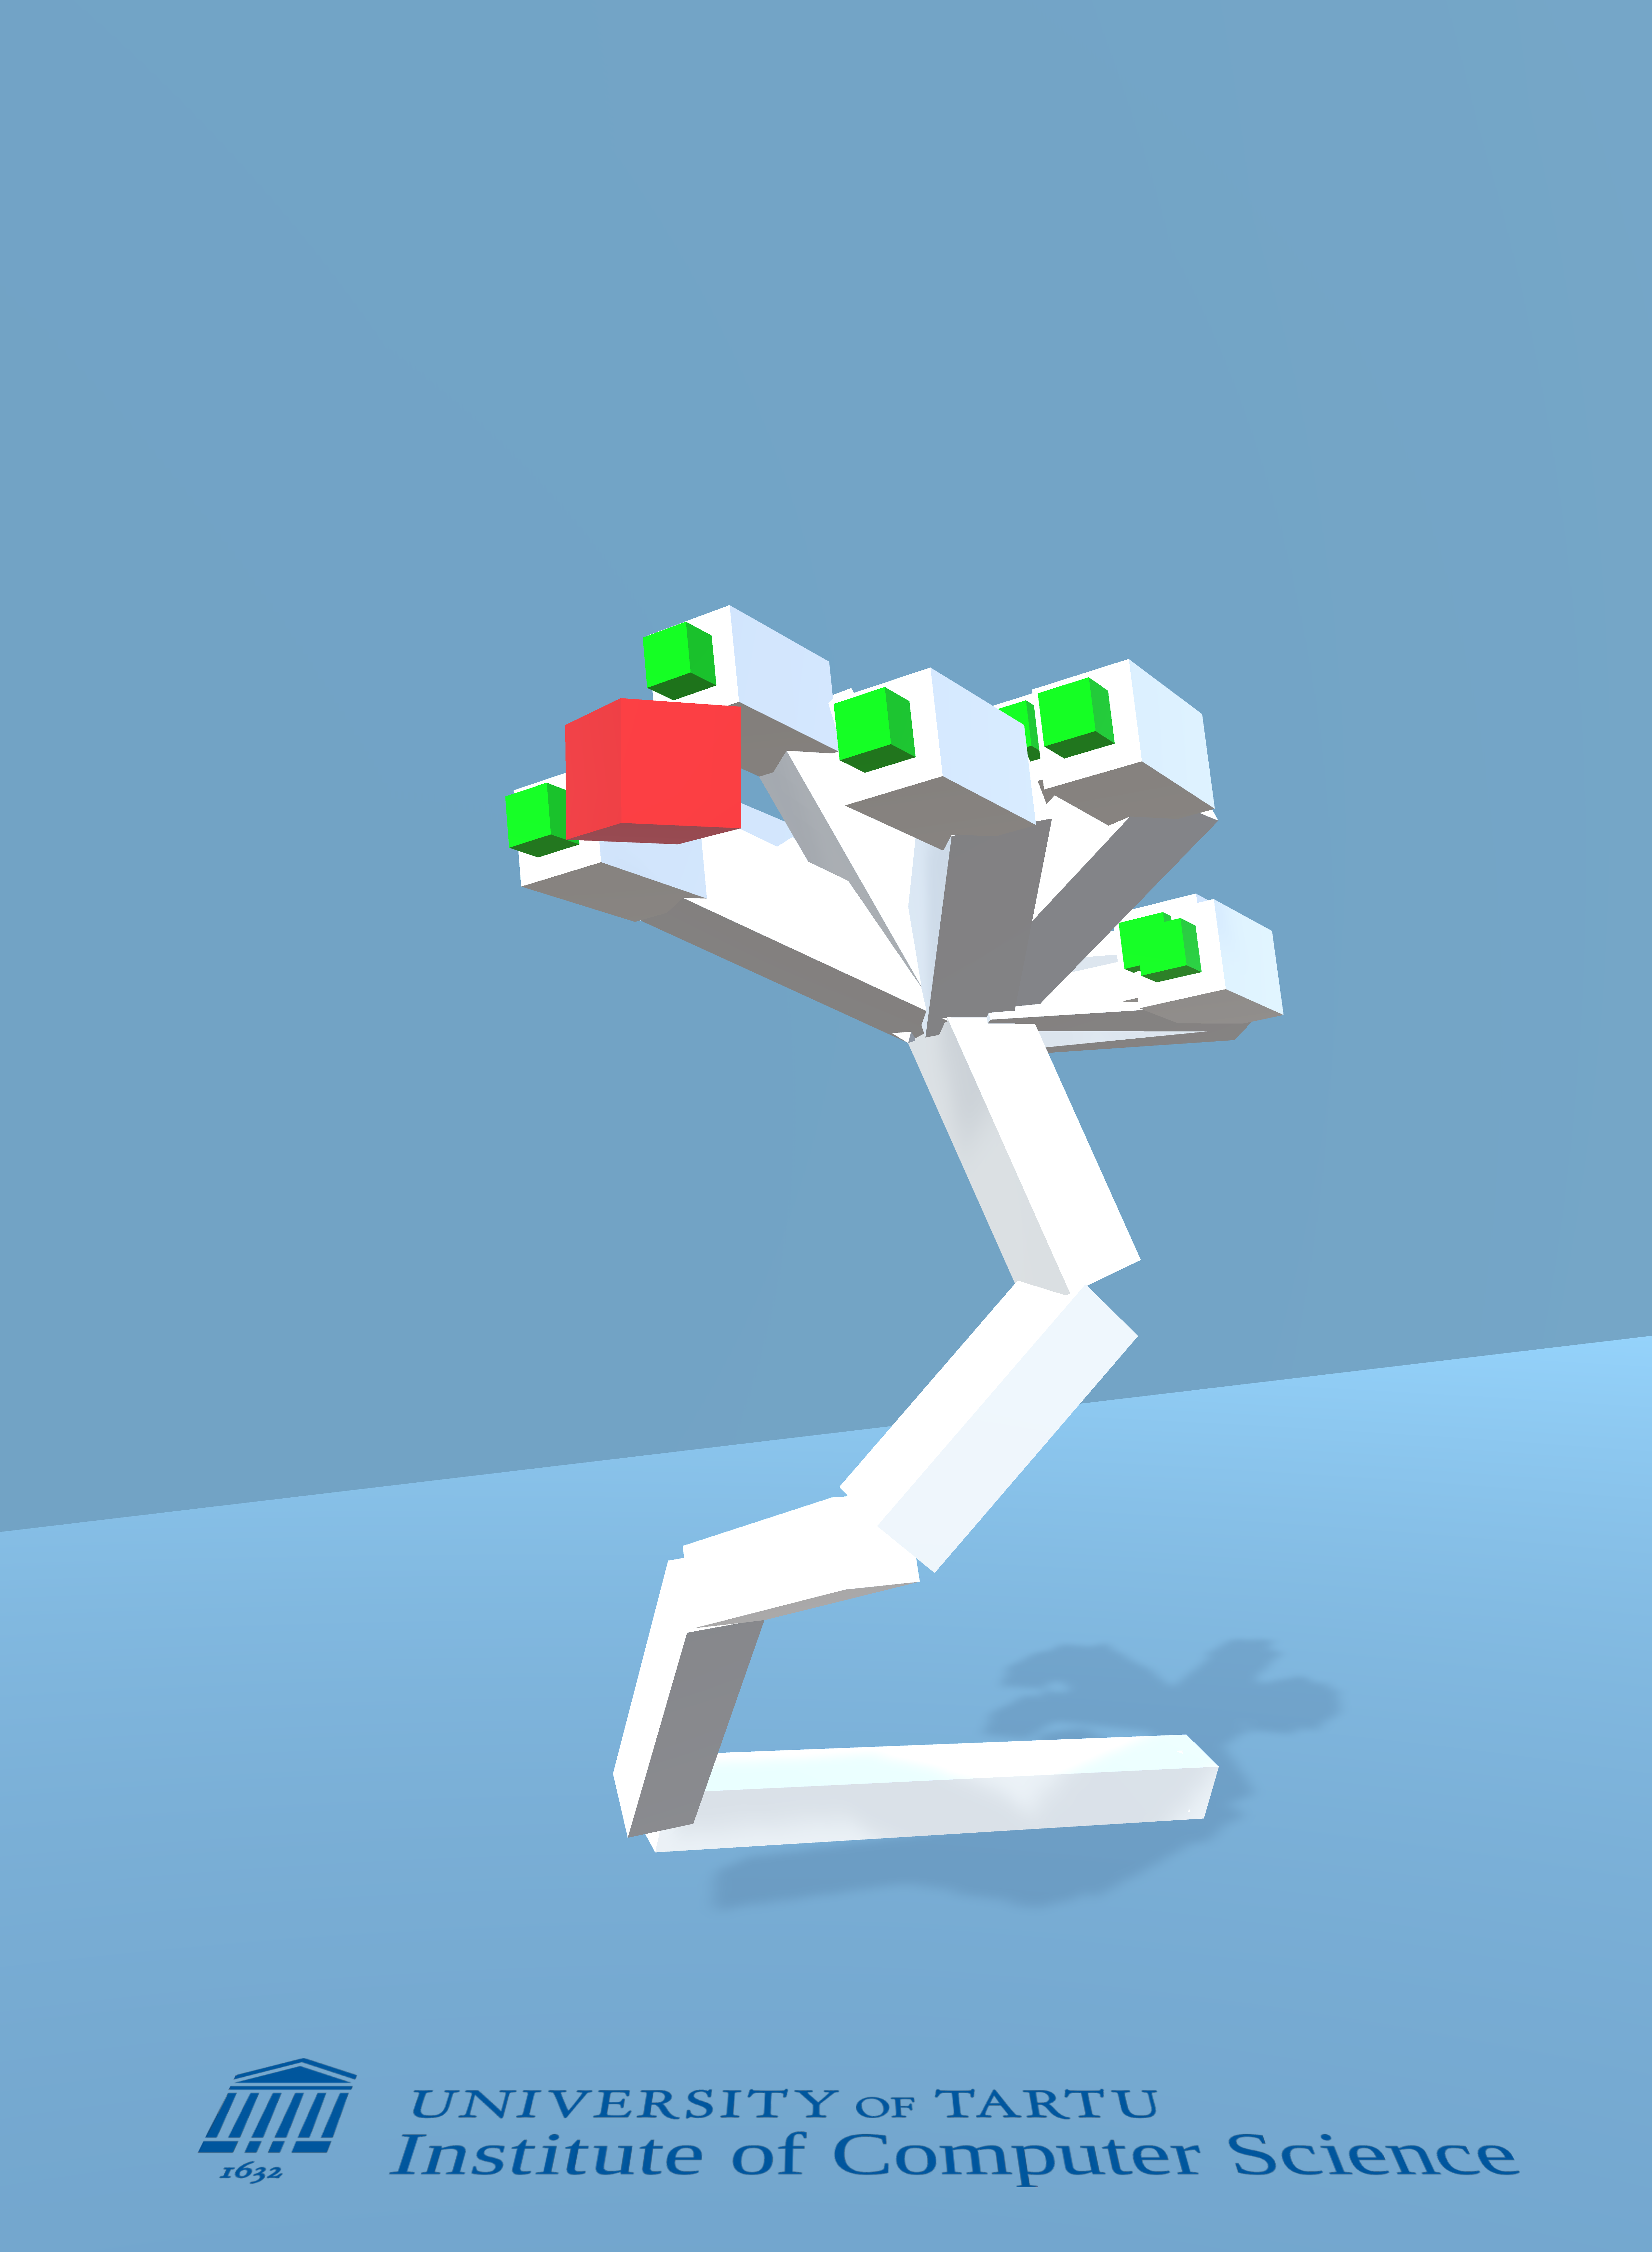 UNIVERSITY OF TARTU
Institute of Computer Science
1632